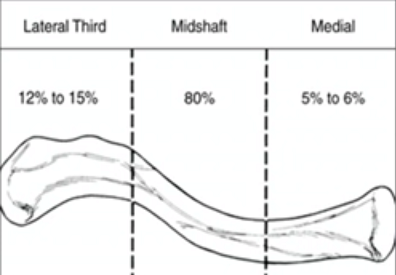 Lateral Third Midshaft Medial
12% to 15% 80% 5% to 6%